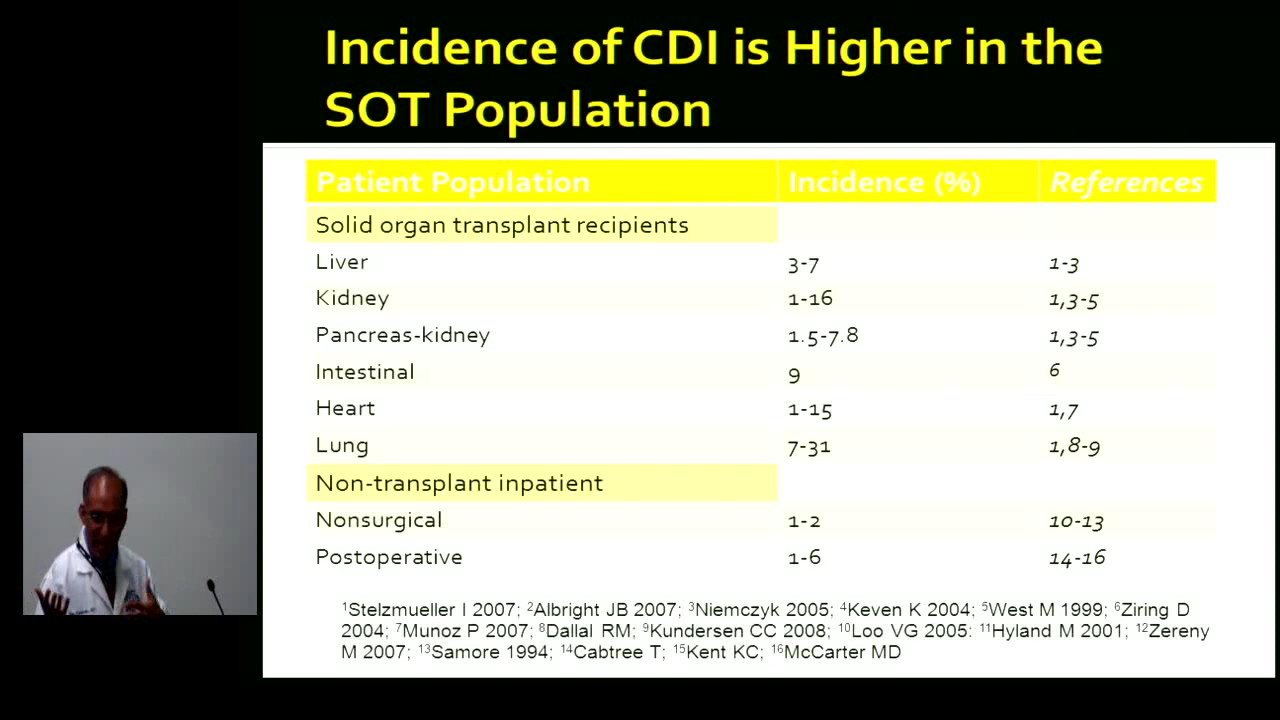 Incidence of CDI is Higher in the
SOT Population
Patient Population Incidence (%) References
Solid organ transplant recipients
Liver 3-7 1-3
Kidney 1-16 1,3-5
Pancreas-kidney 1.5-7.8 1,3-5
Intestinal 9 6
Heart 1-15 1,7
Lung 7-31 1,8-9
Non-transplant inpatient
Nonsurgical 1-2 10-13
Postoperative 1-6 14-16
¹Stelzmueller I 2007; ²Albright JB 2007; ³Niemczyk 2005; ⁴Keven K 2004; ⁵West M 1999; ⁶Ziring D
2004; ⁷Munoz P 2007; ⁸Dallal RM; ⁹Kundersen CC 2008; ¹⁰Loo VG 2005: ¹¹Hyland M 2001; ¹²Zereny
M 2007; ¹³Samore 1994; ¹⁴Cabtree T; ¹⁵Kent KC; ¹⁶McCarter MD